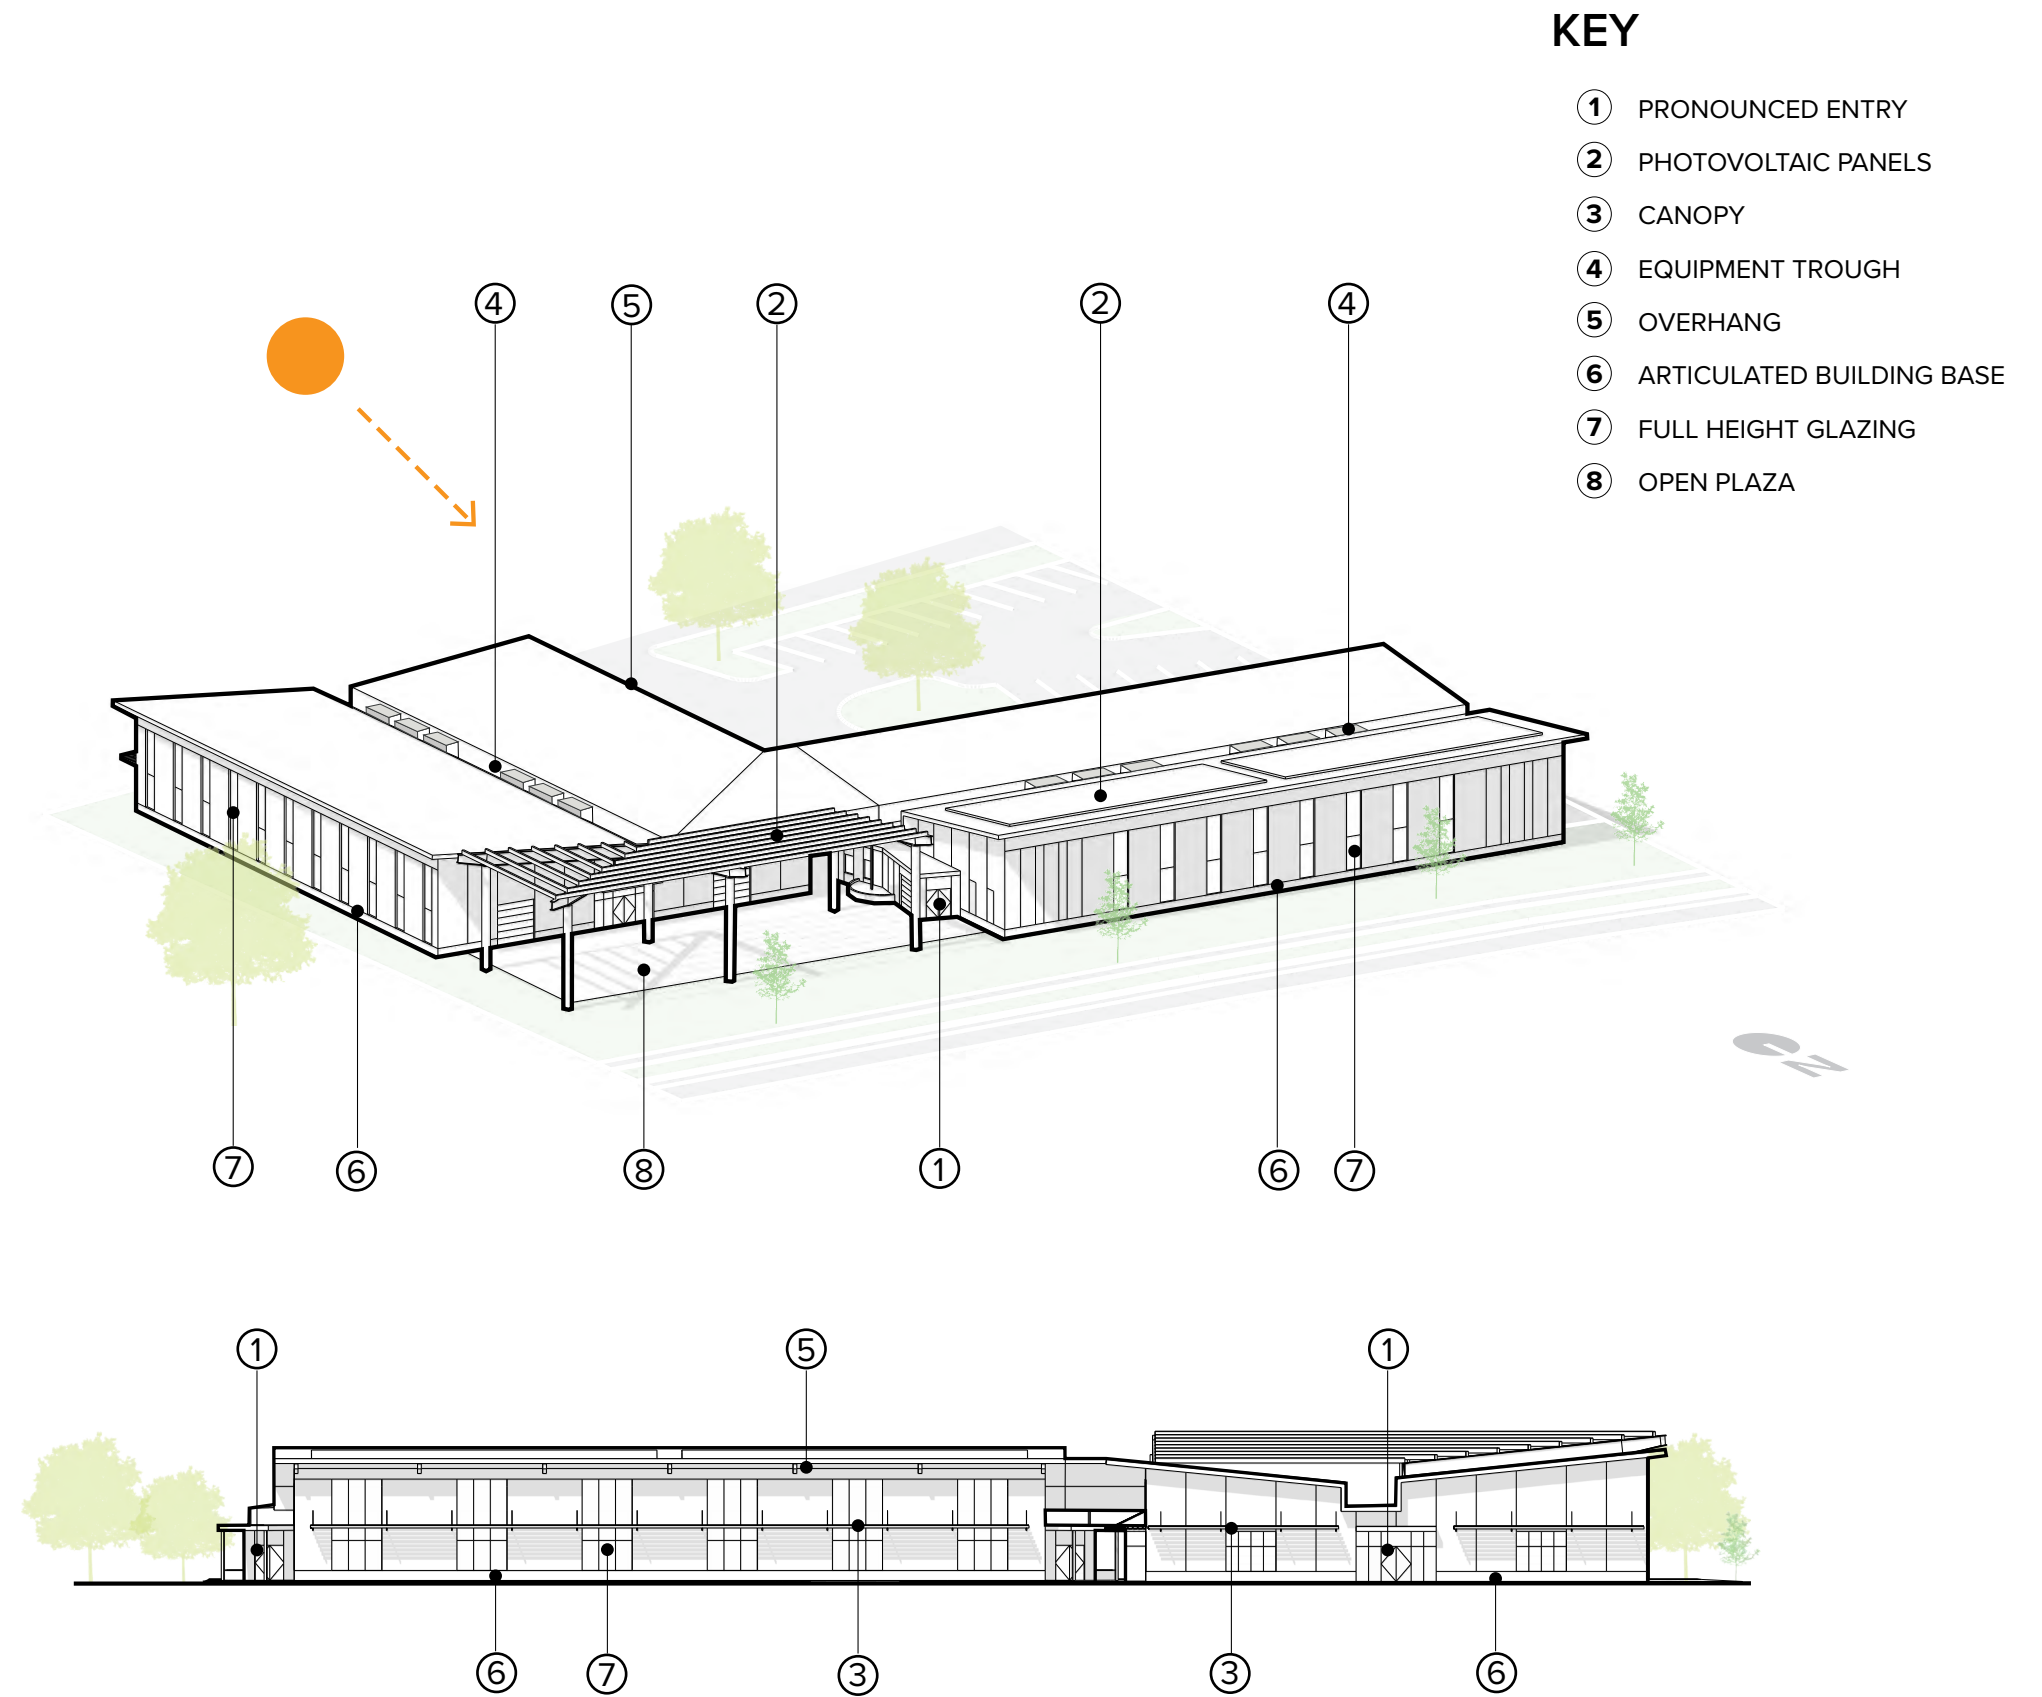 KEY
1 PRONOUNCED ENTRY
2 PHOTOVOLTAIC PANELS
3 CANOPY
4 EQUIPMENT TROUGH
5 OVERHANG
6 ARTICULATED BUILDING BASE
7 FULL HEIGHT GLAZING
8 OPEN PLAZA
4 5 2 2 4
N
7 6 8 1 6 7
1 5 1
6 7 3 3 6